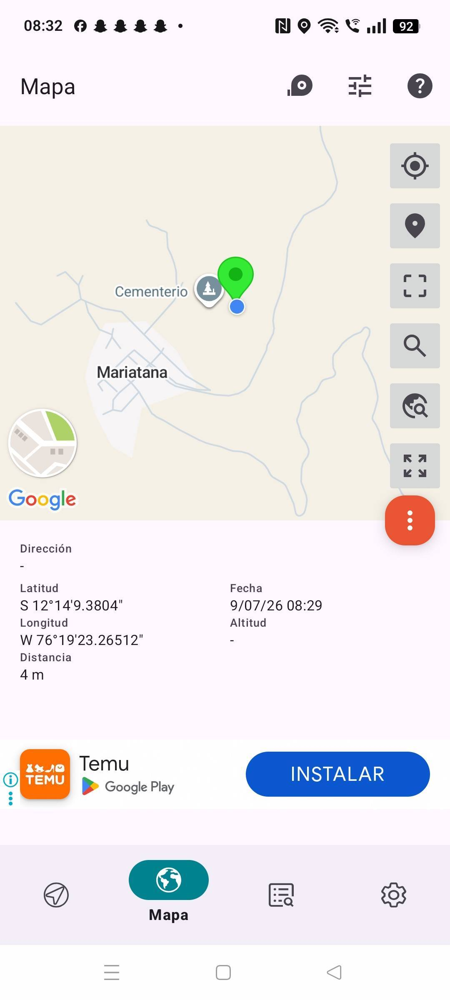 08:32
92
Mapa
?
Cementerio
Mariatana
Google
Dirección
-
Latitud
Fecha
S 12°14'9.3804"
9/07/26 08:29
Longitud
Altitud
W 76°19'23.26512"
-
Distancia
4 m
Temu
TEMU
INSTALAR
Google Play
Mapa